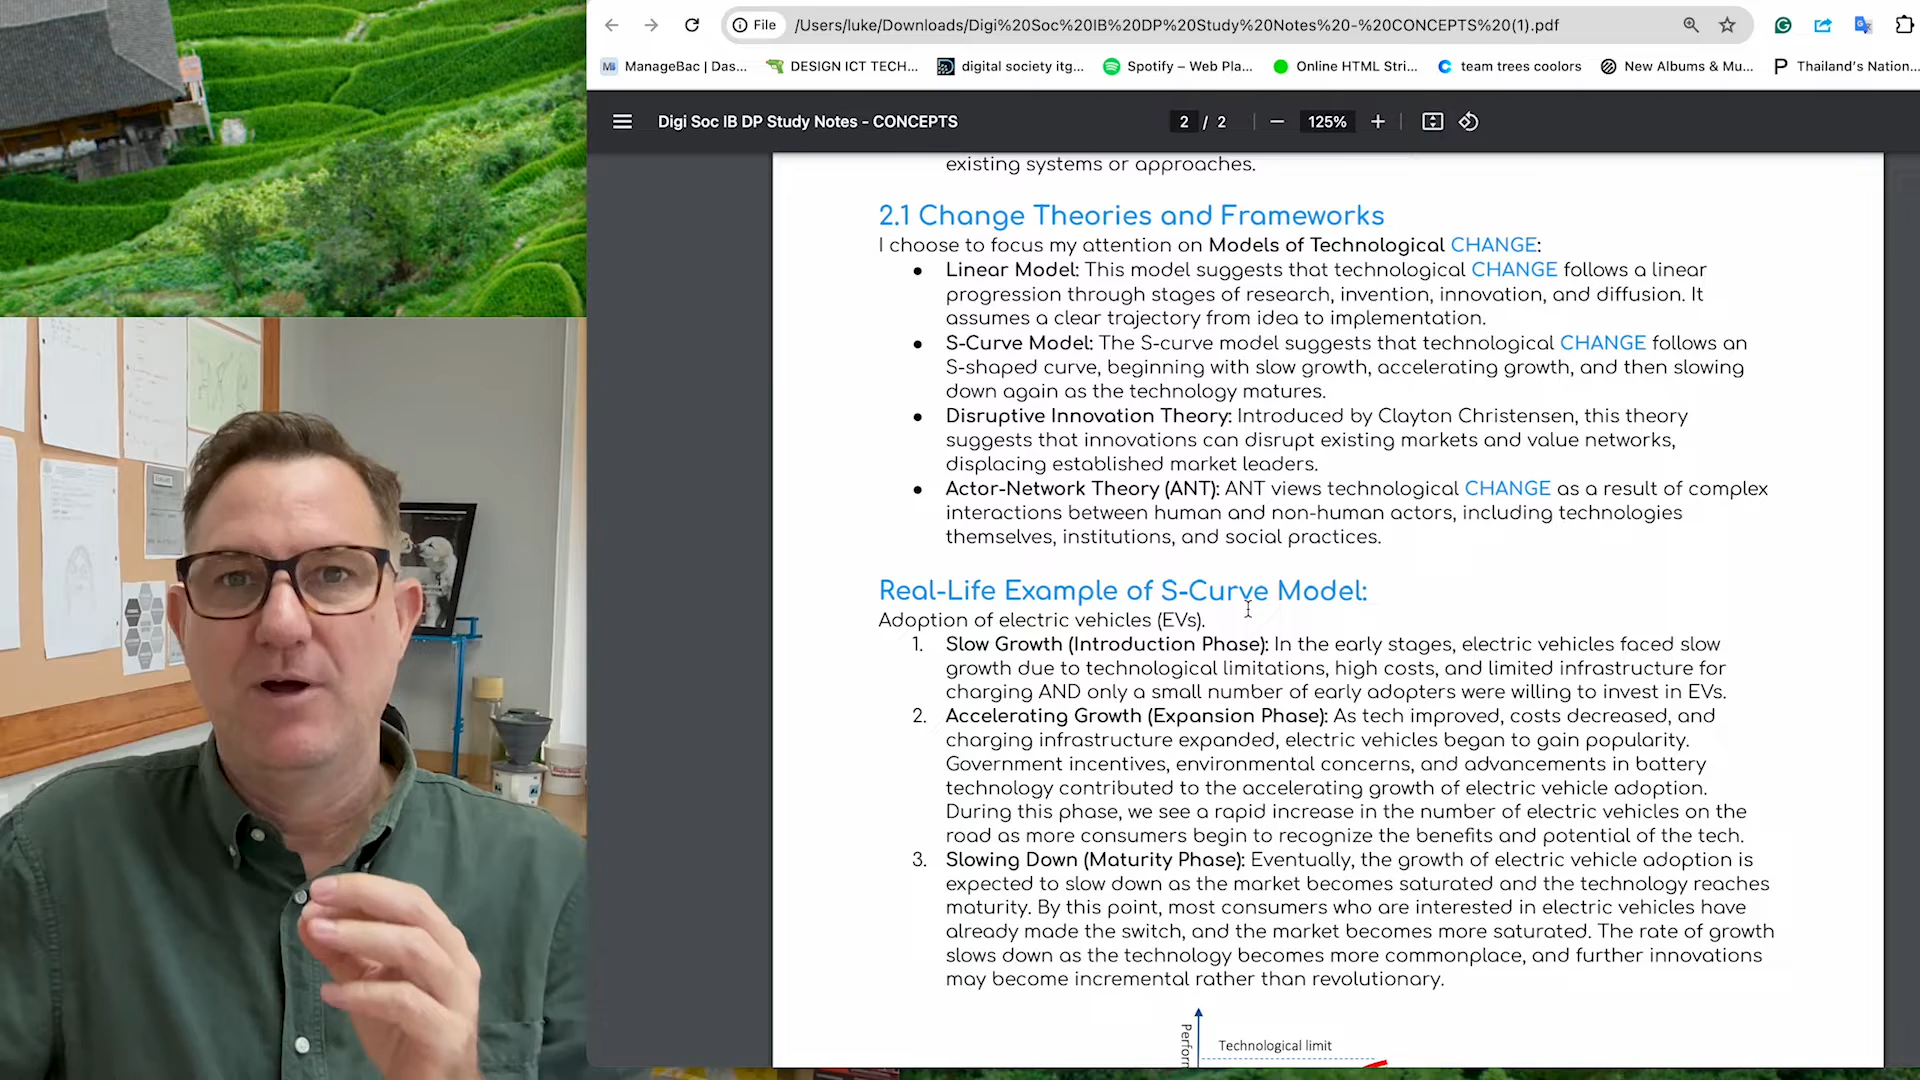 File
/Users/luke/Downloads/Digi%20Soc%20IB%20DP%20Study%20Notes%20-%20CONCEPTS%20(1).pdf
ManageBac | Das...
DESIGN ICT TECH...
digital society itg...
Spotify – Web Pla...
Online HTML Stri...
team trees coolors
New Albums & Mu...
Thailand's Nation...
Digi Soc IB DP Study Notes - CONCEPTS
2 / 2
125%
existing systems or approaches.
2.1 Change Theories and Frameworks
I choose to focus my attention on Models of Technological CHANGE:
● Linear Model: This model suggests that technological CHANGE follows a linear
progression through stages of research, invention, innovation, and diffusion. It
assumes a clear trajectory from idea to implementation.
● S-Curve Model: The S-curve model suggests that technological CHANGE follows an
S-shaped curve, beginning with slow growth, accelerating growth, and then slowing
down again as the technology matures.
● Disruptive Innovation Theory: Introduced by Clayton Christensen, this theory
suggests that innovations can disrupt existing markets and value networks,
displacing established market leaders.
● Actor-Network Theory (ANT): ANT views technological CHANGE as a result of complex
interactions between human and non-human actors, including technologies
themselves, institutions, and social practices.
Real-Life Example of S-Curve Model:
Adoption of electric vehicles (EVs).
1. Slow Growth (Introduction Phase): In the early stages, electric vehicles faced slow
growth due to technological limitations, high costs, and limited infrastructure for
charging AND only a small number of early adopters were willing to invest in EVs.
2. Accelerating Growth (Expansion Phase): As tech improved, costs decreased, and
charging infrastructure expanded, electric vehicles began to gain popularity.
Government incentives, environmental concerns, and advancements in battery
technology contributed to the accelerating growth of electric vehicle adoption.
During this phase, we see a rapid increase in the number of electric vehicles on the
road as more consumers begin to recognize the benefits and potential of the tech.
3. Slowing Down (Maturity Phase): Eventually, the growth of electric vehicle adoption is
expected to slow down as the market becomes saturated and the technology reaches
maturity. By this point, most consumers who are interested in electric vehicles have
already made the switch, and the market becomes more saturated. The rate of growth
slows down as the technology becomes more commonplace, and further innovations
may become incremental rather than revolutionary.
Technological limit